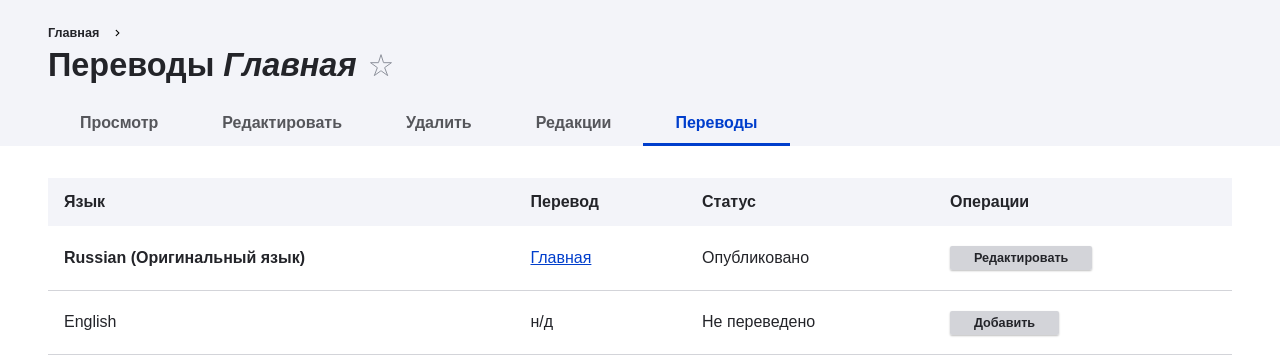 Главная
Переводы Главная
Просмотр Редактировать Удалить Редакции Переводы
Язык Перевод Статус Операции
Russian (Оригинальный язык) Главная Опубликовано Редактировать
English н/д Не переведено Добавить